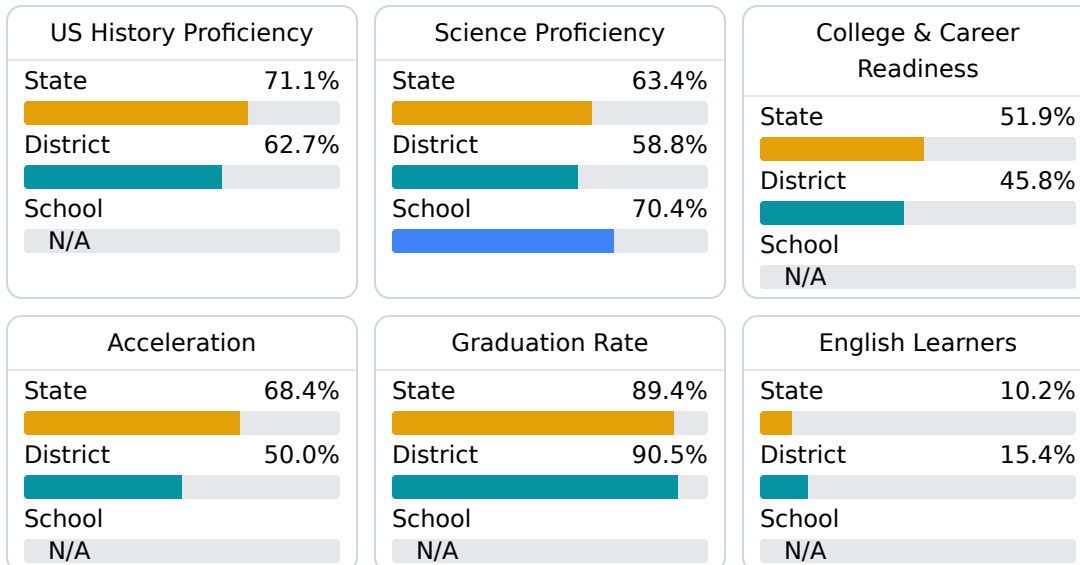 US History Proficiency
State 71.1%
District 62.7%
School
N/A
Science Proficiency
State 63.4%
District 58.8%
School 70.4%
College & Career
Readiness
State 51.9%
District 45.8%
School
N/A
Acceleration
State 68.4%
District 50.0%
School
N/A
Graduation Rate
State 89.4%
District 90.5%
School
N/A
English Learners
State 10.2%
District 15.4%
School
N/A